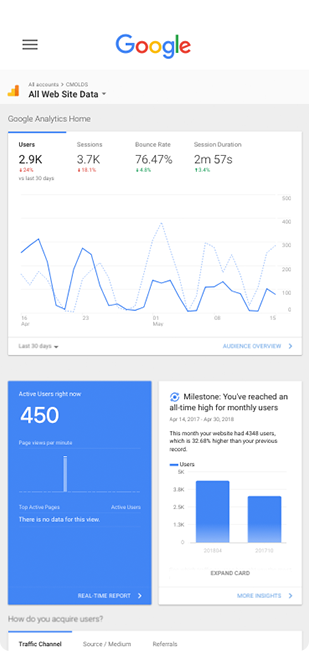 Google
All accounts > CMOLDS
All Web Site Data
Google Analytics Home
Users Sessions Bounce Rate Session Duration
2.9K 3.7K 76.47% 2m 57s
18.1% 4.8% 3.4%
vs last 30 days
500
400
300
200
100
0
16 23 01 08 15
Apr May
Last 30 days AUDIENCE OVERVIEW >
Active Users right now
450
Page views per minute
Top Active Pages Active Users
There is no data for this view.
REAL-TIME REPORT >
Milestone: You've reached an
all-time high for monthly users
Apr 14, 2017 - Apr 30, 2018
This month your website had 4348 users,
which is 32.68% higher than your previous
record.
Users
5K
3.8K
2.5K
1.3K
0
201804 201710
EXPAND CARD
MORE INSIGHTS >
How do you acquire users?
Traffic Channel Source / Medium Referrals